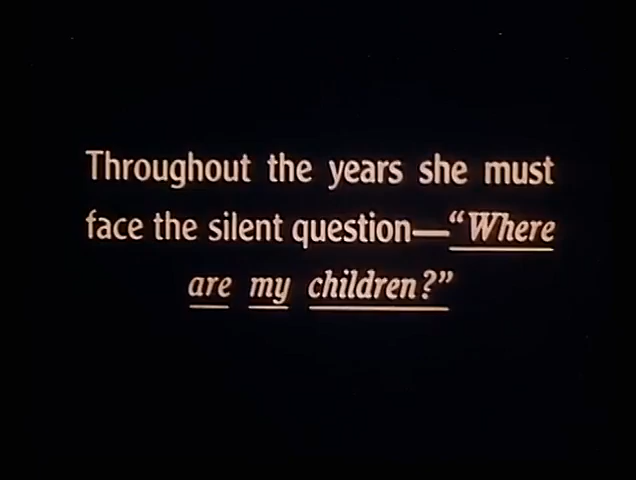 Throughout the years she must
face the silent question—“Where
are my children?”